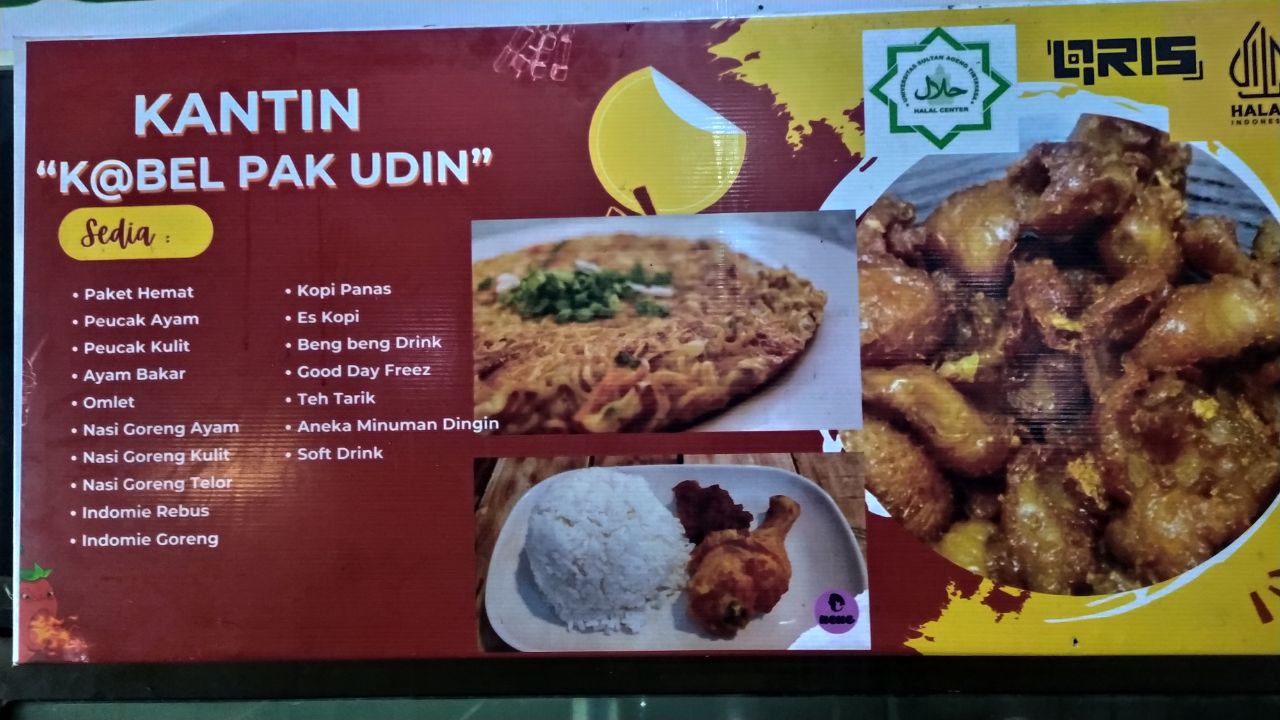 KANTIN
“K@BEL PAK UDIN”
Sedia :
• Paket Hemat
• Peucak Ayam
• Peucak Kulit
• Ayam Bakar
• Omlet
• Nasi Goreng Ayam
• Nasi Goreng Kulit
• Nasi Goreng Telor
• Indomie Rebus
• Indomie Goreng
• Kopi Panas
• Es Kopi
• Beng beng Drink
• Good Day Freez
• Teh Tarik
• Aneka Minuman Dingin
• Soft Drink
UNIVERSITAS SULTAN AGENG TIRTAYASA
حلال
HALAL CENTER
QRIS
HALA
INDONES